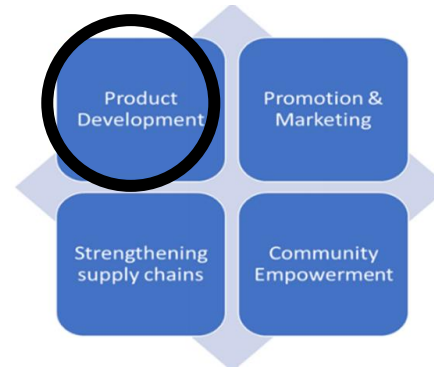 Product
Development
Promotion &
Marketing
Strengthening
supply chains
Community
Empowerment